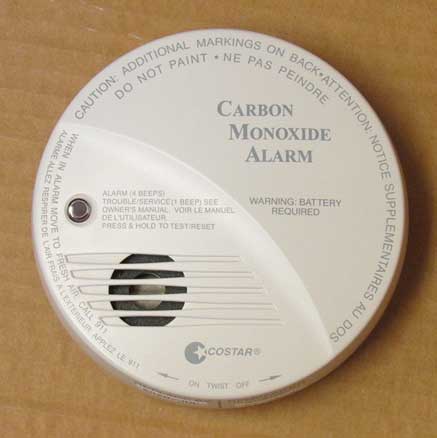 CAUTION: ADDITIONAL MARKINGS ON BACK • ATTENTION: NOTICE SUPPLEMENTAIRES AU DOS
DO NOT PAINT • NE PAS PEINDRE
CARBON
MONOXIDE
ALARM
WHEN IN ALARM MOVE TO FRESH AIR. CALL 911
ALARME ALLEZ RESPIRER DE L'AIR FRAIS A L'EXTERIEUR. APPLEZ LE 911
ALARM (4 BEEPS)
TROUBLE/SERVICE (1 BEEP) SEE
OWNER'S MANUAL. VOIR LE MANUEL
DE L'UTILISATEUR.
PRESS & HOLD TO TEST/RESET
WARNING: BATTERY
REQUIRED
COSTAR®
ON TWIST OFF